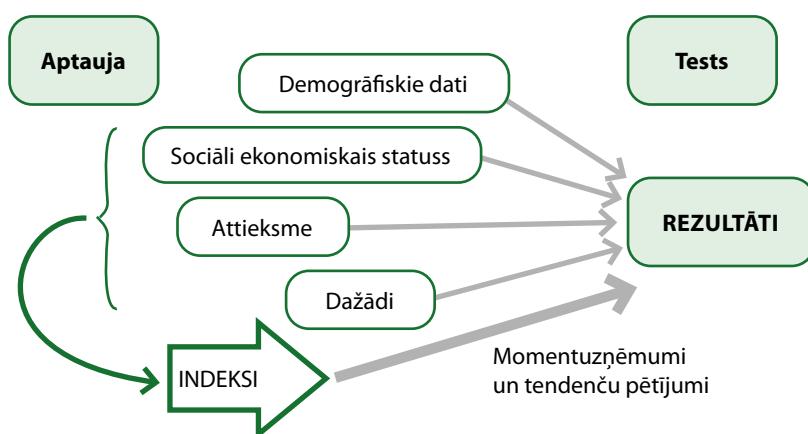 Aptauja
Tests
Demogrāfiskie dati
Sociāli ekonomiskais statuss
Attieksme
REZULTĀTI
Dažādi
INDEKSI
Momentuzņēmumi
un tendenču pētījumi